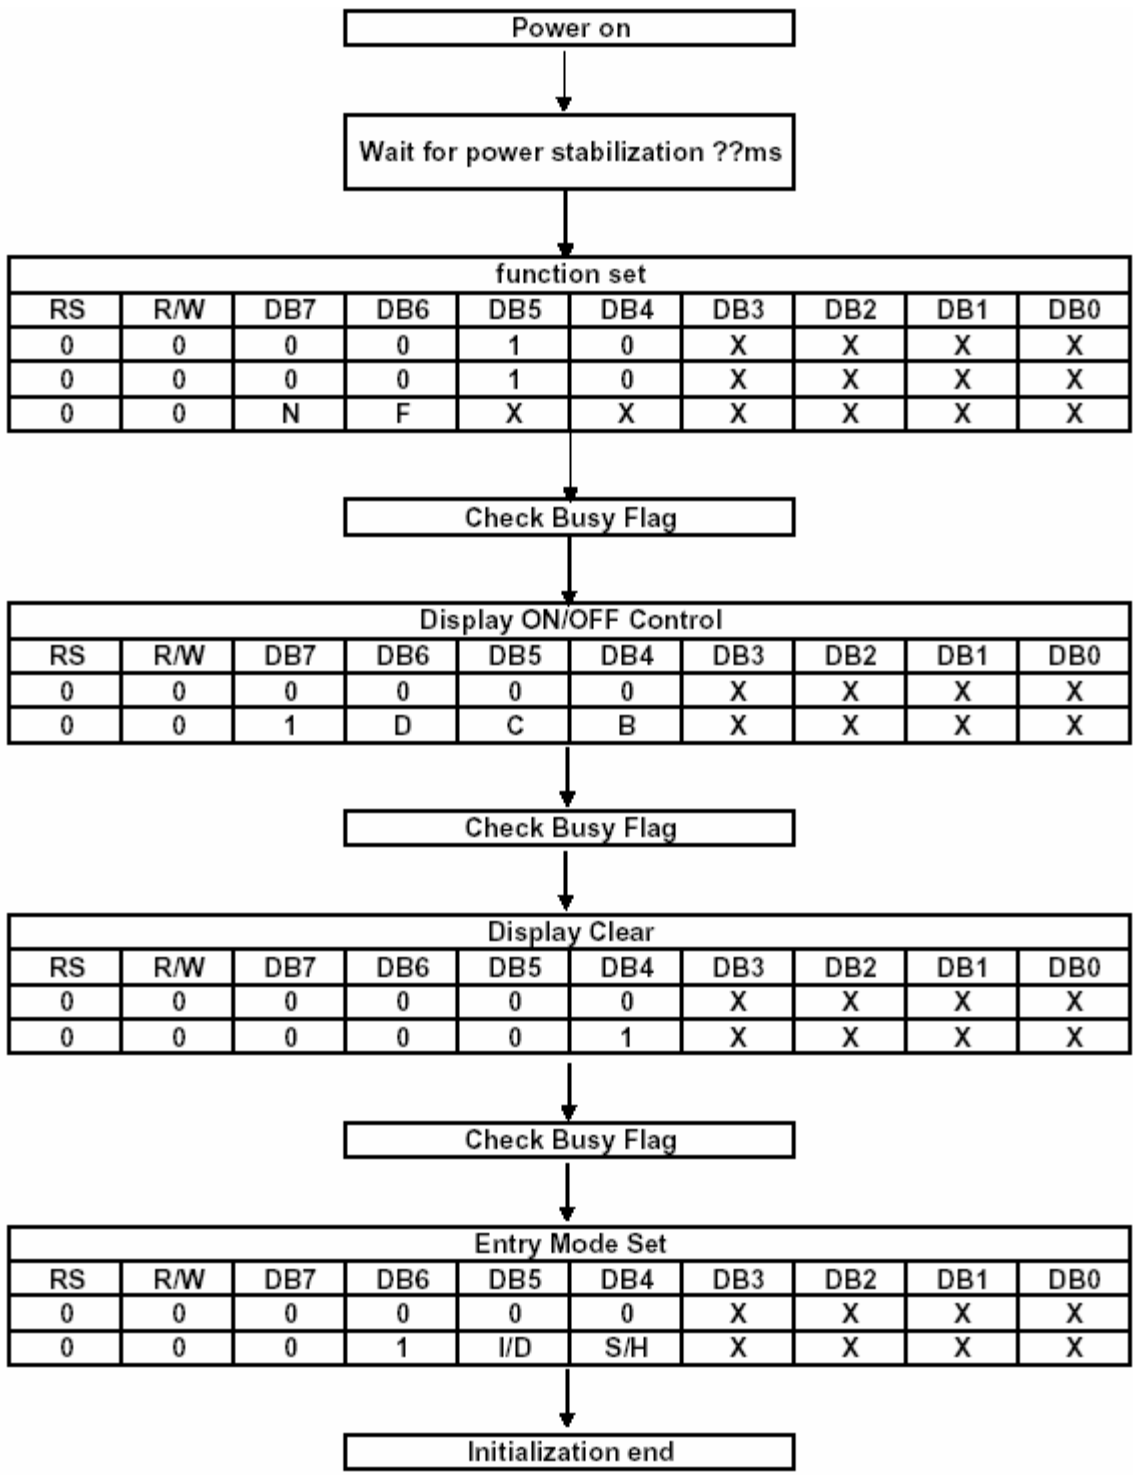 Power on
Wait for power stabilization ??ms
function set
RS R/W DB7 DB6 DB5 DB4 DB3 DB2 DB1 DB0
0 0 0 0 1 0 X X X X
0 0 0 0 1 0 X X X X
0 0 N F X X X X X X
Check Busy Flag
Display ON/OFF Control
RS R/W DB7 DB6 DB5 DB4 DB3 DB2 DB1 DB0
0 0 0 0 0 0 X X X X
0 0 1 D C B X X X X
Check Busy Flag
Display Clear
RS R/W DB7 DB6 DB5 DB4 DB3 DB2 DB1 DB0
0 0 0 0 0 0 X X X X
0 0 0 0 0 1 X X X X
Check Busy Flag
Entry Mode Set
RS R/W DB7 DB6 DB5 DB4 DB3 DB2 DB1 DB0
0 0 0 0 0 0 X X X X
0 0 0 1 I/D S/H X X X X
Initialization end